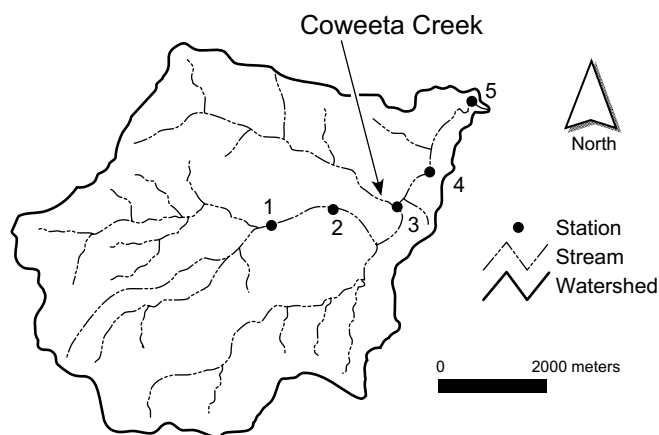 Coweeta Creek
5
North
4
1
2
3
Station
Stream
Watershed
0 2000 meters